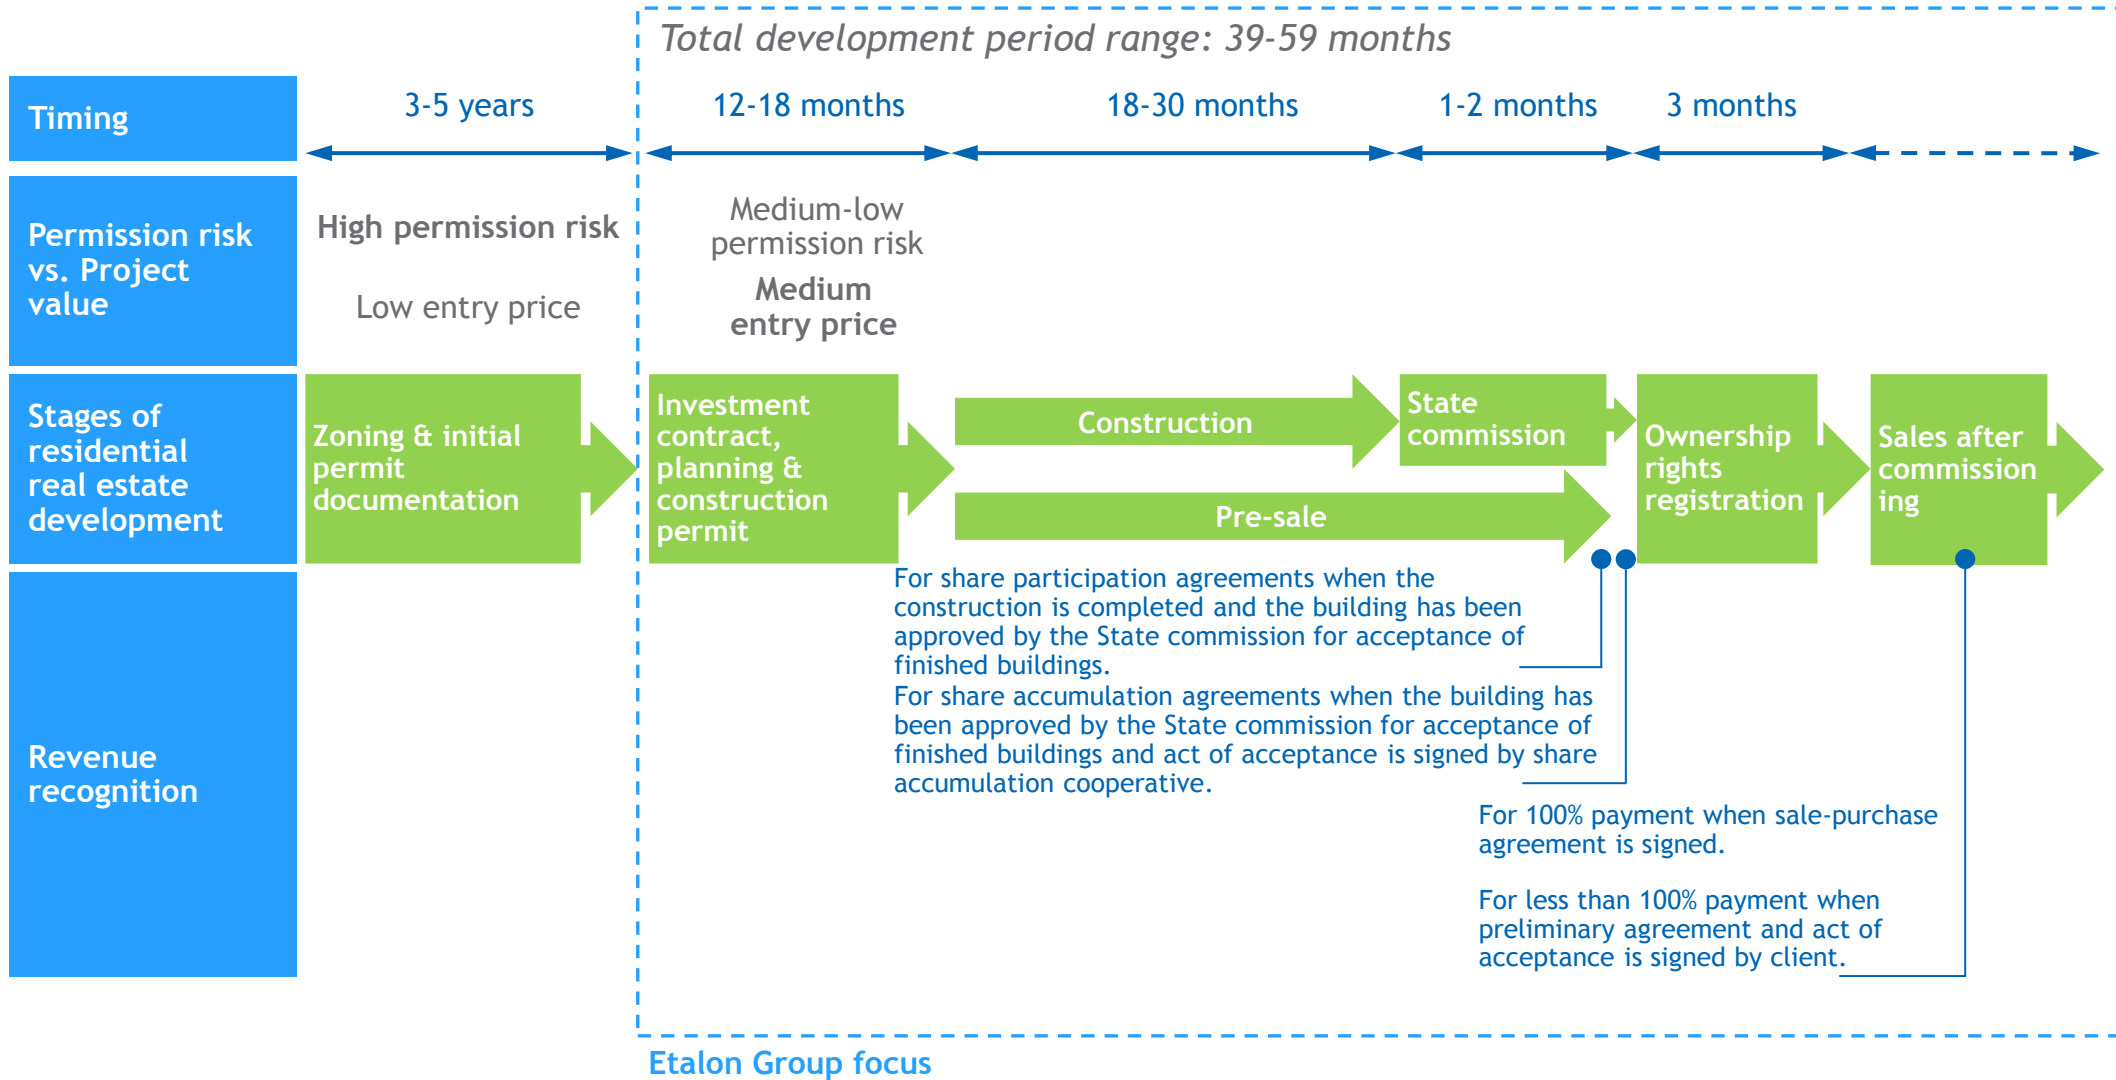 Total development period range: 39-59 months
Timing
3-5 years
12-18 months
18-30 months
1-2 months
3 months
Permission risk
vs. Project
value
High permission risk
Low entry price
Medium-low
permission risk
Medium
entry price
Stages of
residential
real estate
development
Zoning & initial
permit
documentation
Investment
contract,
planning &
construction
permit
Construction
Pre-sale
State
commission
Ownership
rights
registration
Sales after
commission
ing
Revenue
recognition
For share participation agreements when the
construction is completed and the building has been
approved by the State commission for acceptance of
finished buildings.
For share accumulation agreements when the building has
been approved by the State commission for acceptance of
finished buildings and act of acceptance is signed by share
accumulation cooperative.
For 100% payment when sale-purchase
agreement is signed.
For less than 100% payment when
preliminary agreement and act of
acceptance is signed by client.
Etalon Group focus